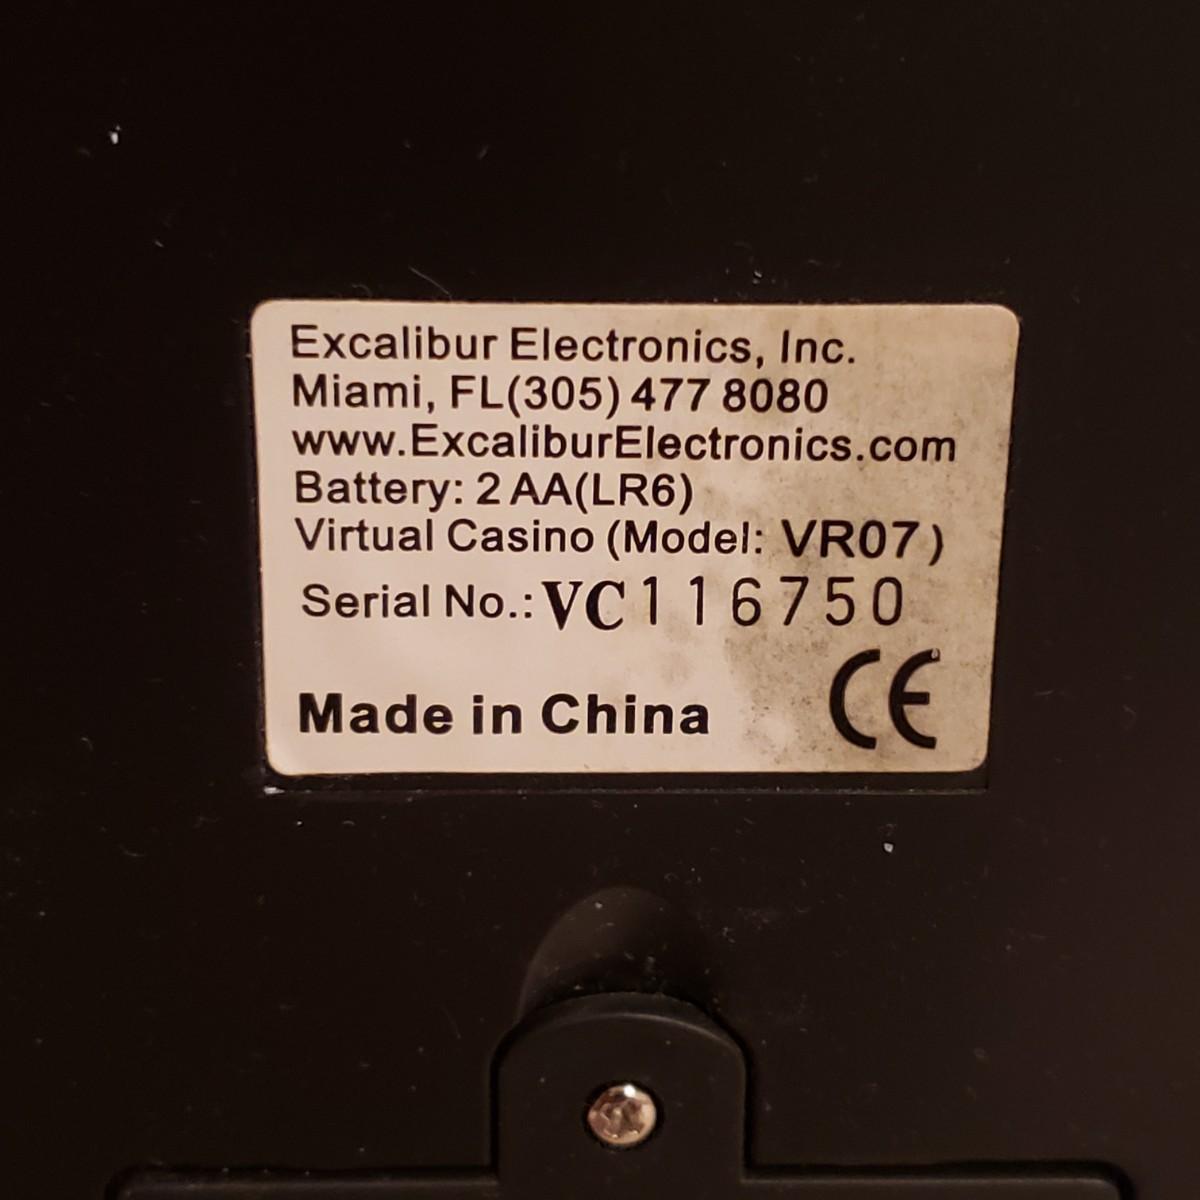 Excalibur Electronics, Inc.
Miami, FL(305) 477 8080
www.ExcaliburElectronics.com
Battery: 2 AA(LR6)
Virtual Casino (Model: VR07)
Serial No.: VC116750
Made in China CE